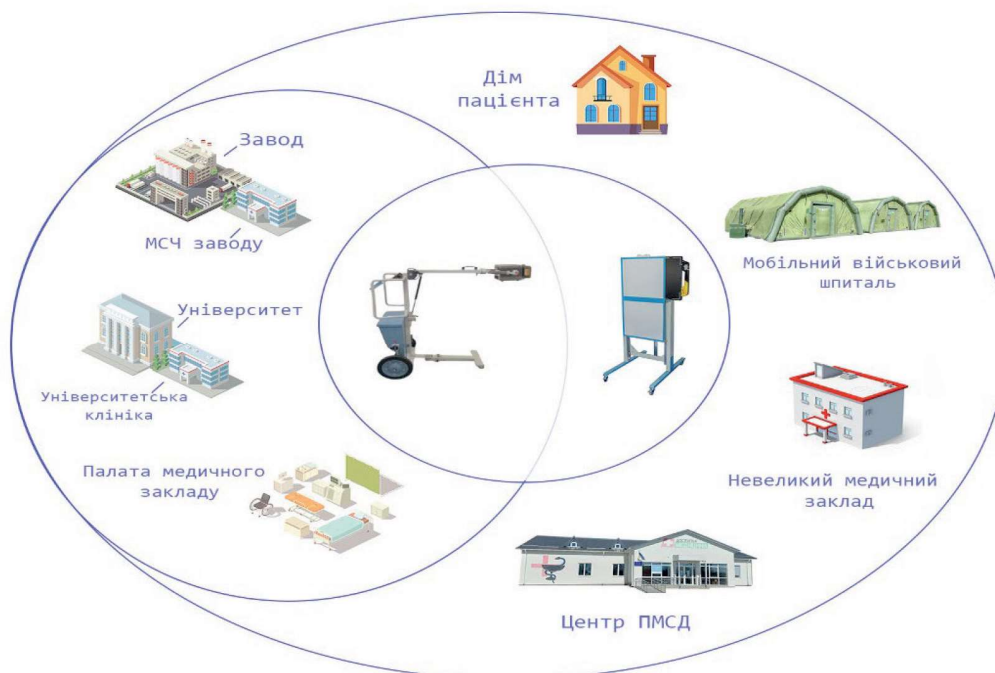 Дім
пацієнта
Завод
МСЧ заводу
Університет
Університетська
клініка
Палата медичного
закладу
Мобільний військовий
шпиталь
Невеликий медичний
заклад
Центр ПМСД